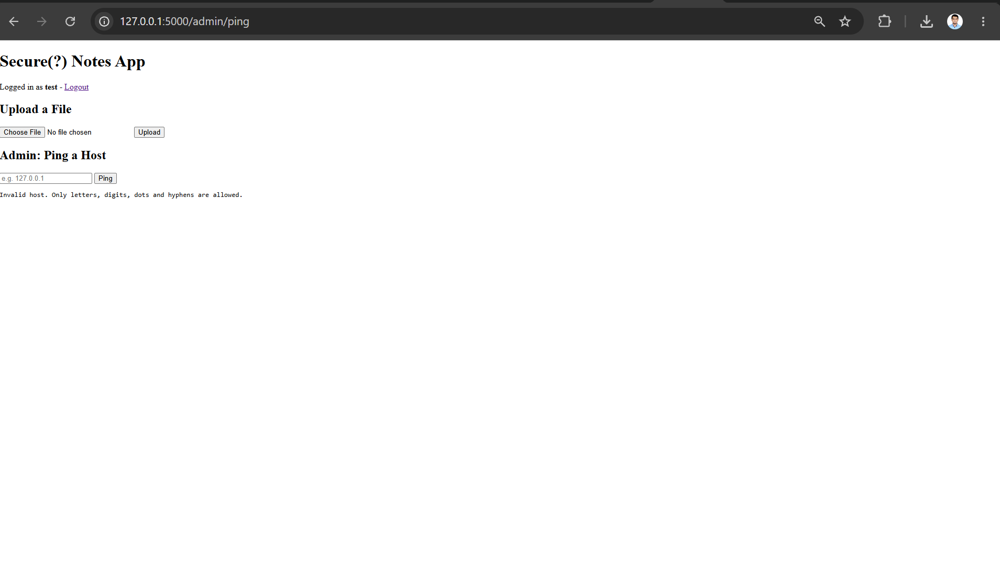 127.0.0.1:5000/admin/ping
Secure(?) Notes App
Logged in as test - Logout
Upload a File
Choose File No file chosen Upload
Admin: Ping a Host
e.g. 127.0.0.1 Ping
Invalid host. Only letters, digits, dots and hyphens are allowed.